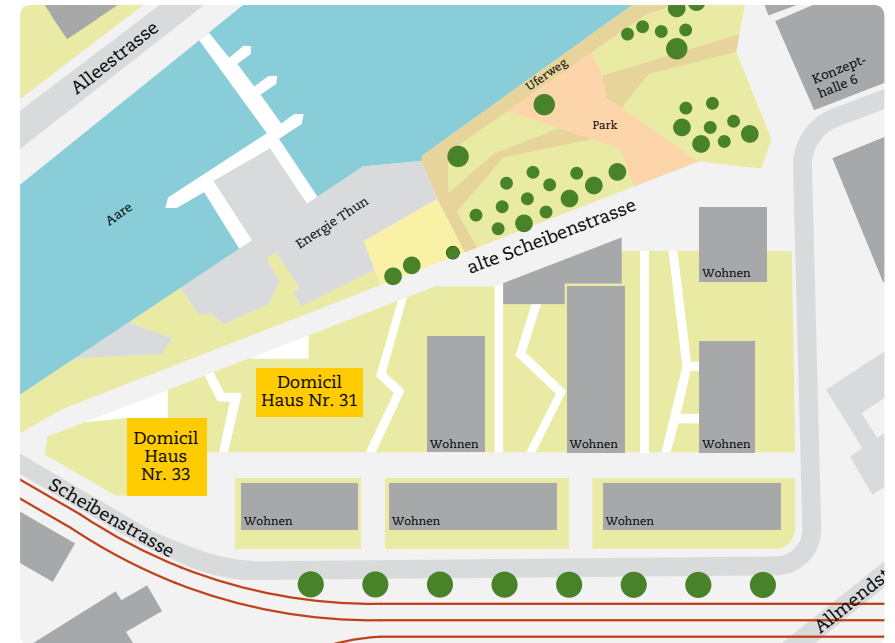 Alleestrasse
Uferweg
Konzept-
halle 6
Park
Aare
Energie Thun
alte Scheibenstrasse
Wohnen
Domicil
Haus Nr. 31
Domicil
Haus
Nr. 33
Wohnen
Wohnen
Wohnen
Scheibenstrasse
Wohnen
Wohnen
Wohnen
Allmendst